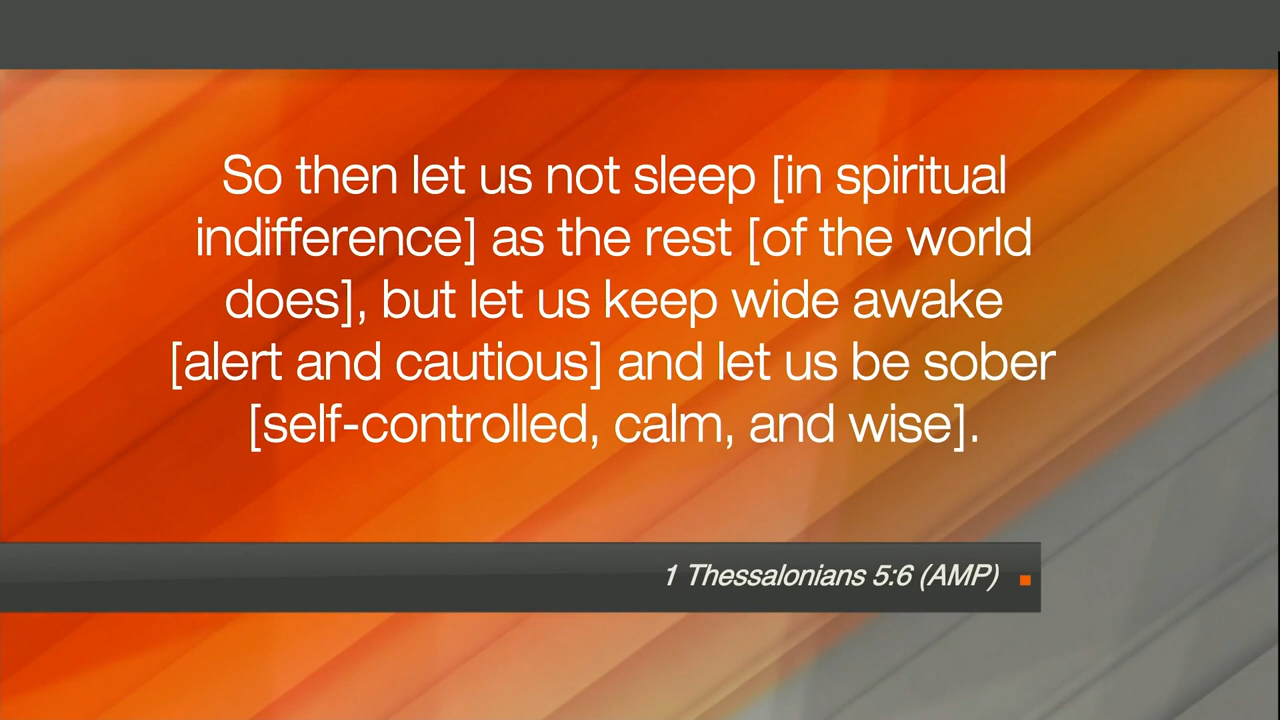 So then let us not sleep [in spiritual
indifference] as the rest [of the world
does], but let us keep wide awake
[alert and cautious] and let us be sober
[self-controlled, calm, and wise].
1 Thessalonians 5:6 (AMP)